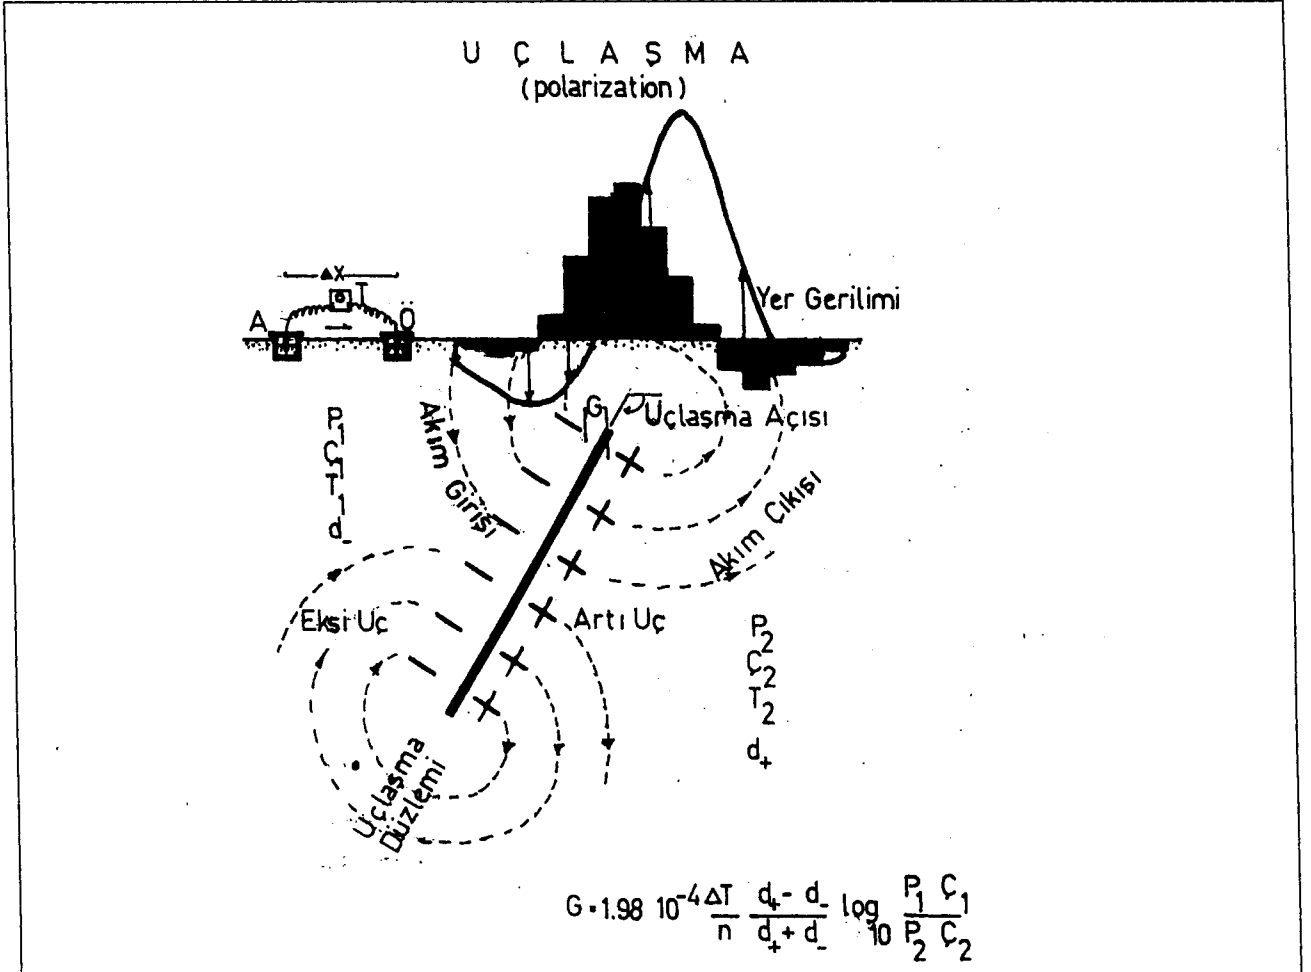 U Ç L A Ş M A
(polarization)
ΔX
T
A
Ö
Yer Gerilimi
G
Uçlaşma Açısı
Akım Girişi
Akım Çıkışı
P₁
Ç₁
T₁
d₋
Eksi Uç
Artı Uç
P₂
Ç₂
T₂
d₊
Uçlaşma
Düzlemi
G=1.98 10⁻⁴ ΔT/n (d₊ - d₋)/(d₊ + d₋) log₁₀ (P₁ Ç₁)/(P₂ Ç₂)